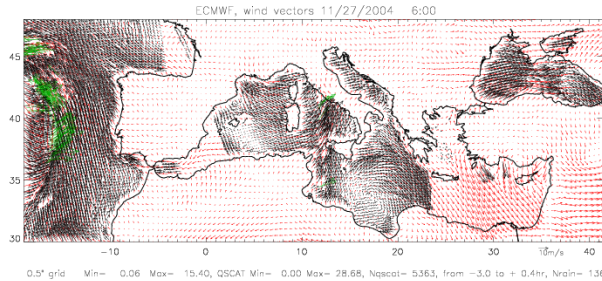 ECMWF, wind vectors 11/27/2004 6:00
45
40
35
30
-10 0 10 20 30 40
10m/s
0.5° grid Min- 0.06 Max- 15.40, QSCAT Min- 0.00 Max- 28.68, Nqscat- 5363, from -3.0 to + 0.4hr, Nrain- 136